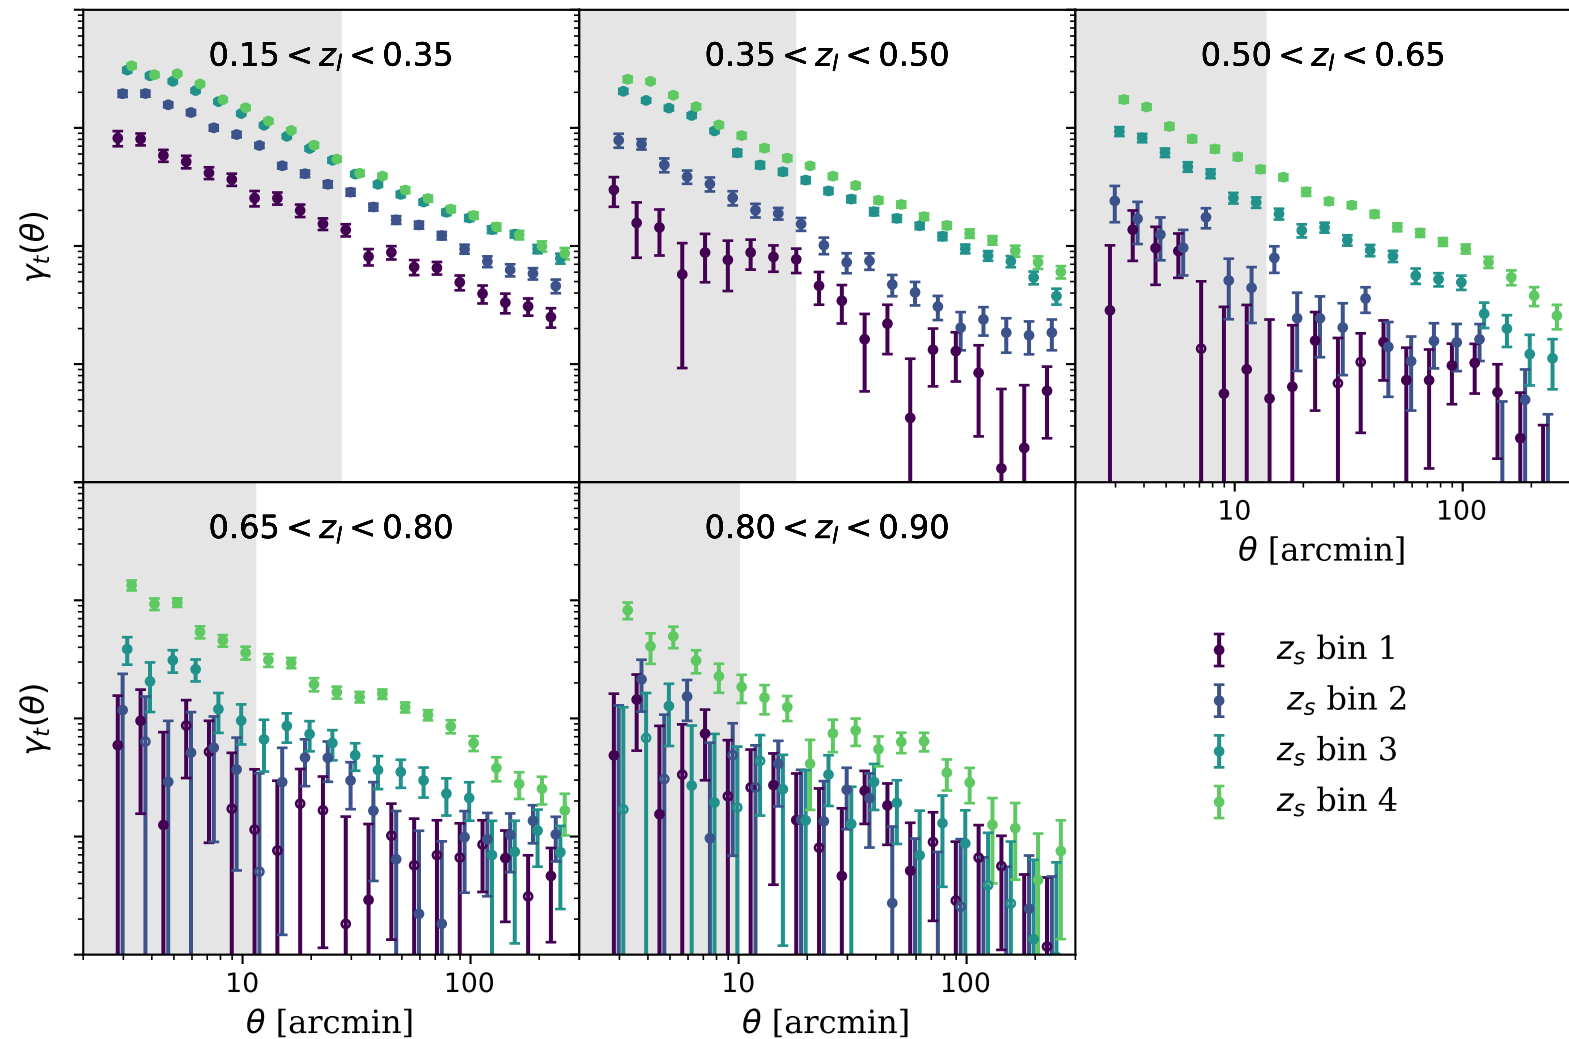 0.15 < z_l < 0.35
0.35 < z_l < 0.50
0.50 < z_l < 0.65
γ_t(θ)
10 100
θ [arcmin]
0.65 < z_l < 0.80
0.80 < z_l < 0.90
γ_t(θ)
z_s bin 1
z_s bin 2
z_s bin 3
z_s bin 4
10 100
10 100
θ [arcmin]
θ [arcmin]